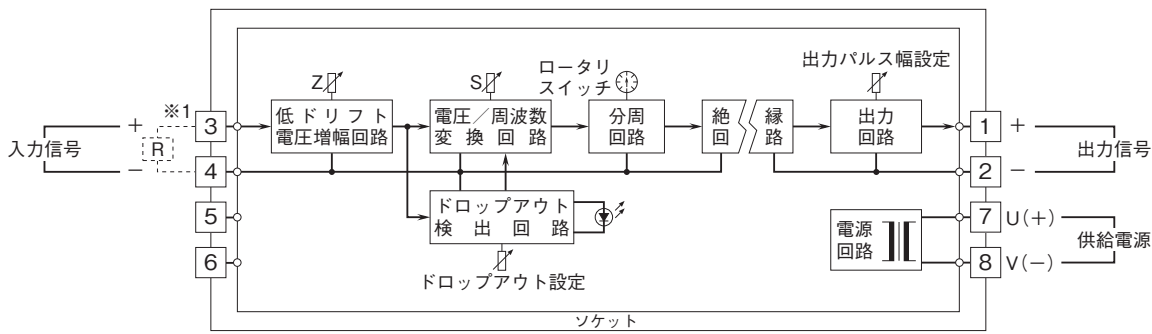 ※1
入力信号
+
−
R
3
4
5
6
Z
低ドリフト
電圧増幅回路
S
電圧／周波数
変換回路
ロータリ
スイッチ
分周
回路
絶縁
回路
出力パルス幅設定
出力
回路
ドロップアウト
検出回路
ドロップアウト設定
電源
回路
1
+
2
−
出力信号
7
U(+)
8
V(−)
供給電源
ソケット